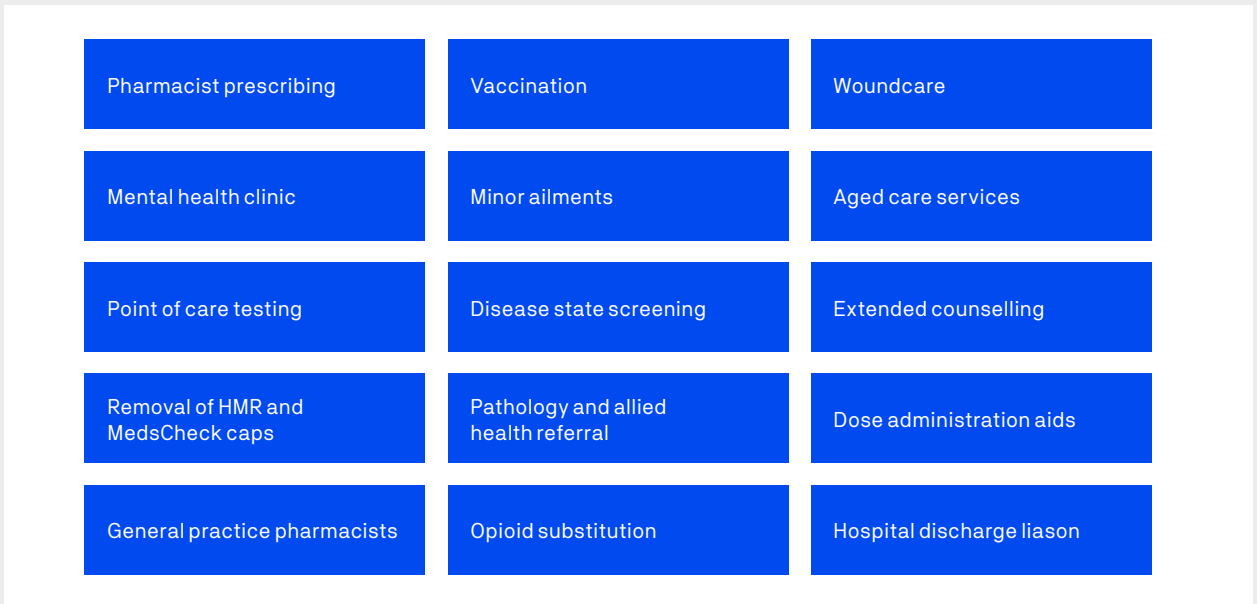 Pharmacist prescribing
Vaccination
Woundcare
Mental health clinic
Minor ailments
Aged care services
Point of care testing
Disease state screening
Extended counselling
Removal of HMR and
MedsCheck caps
Pathology and allied
health referral
Dose administration aids
General practice pharmacists
Opioid substitution
Hospital discharge liason